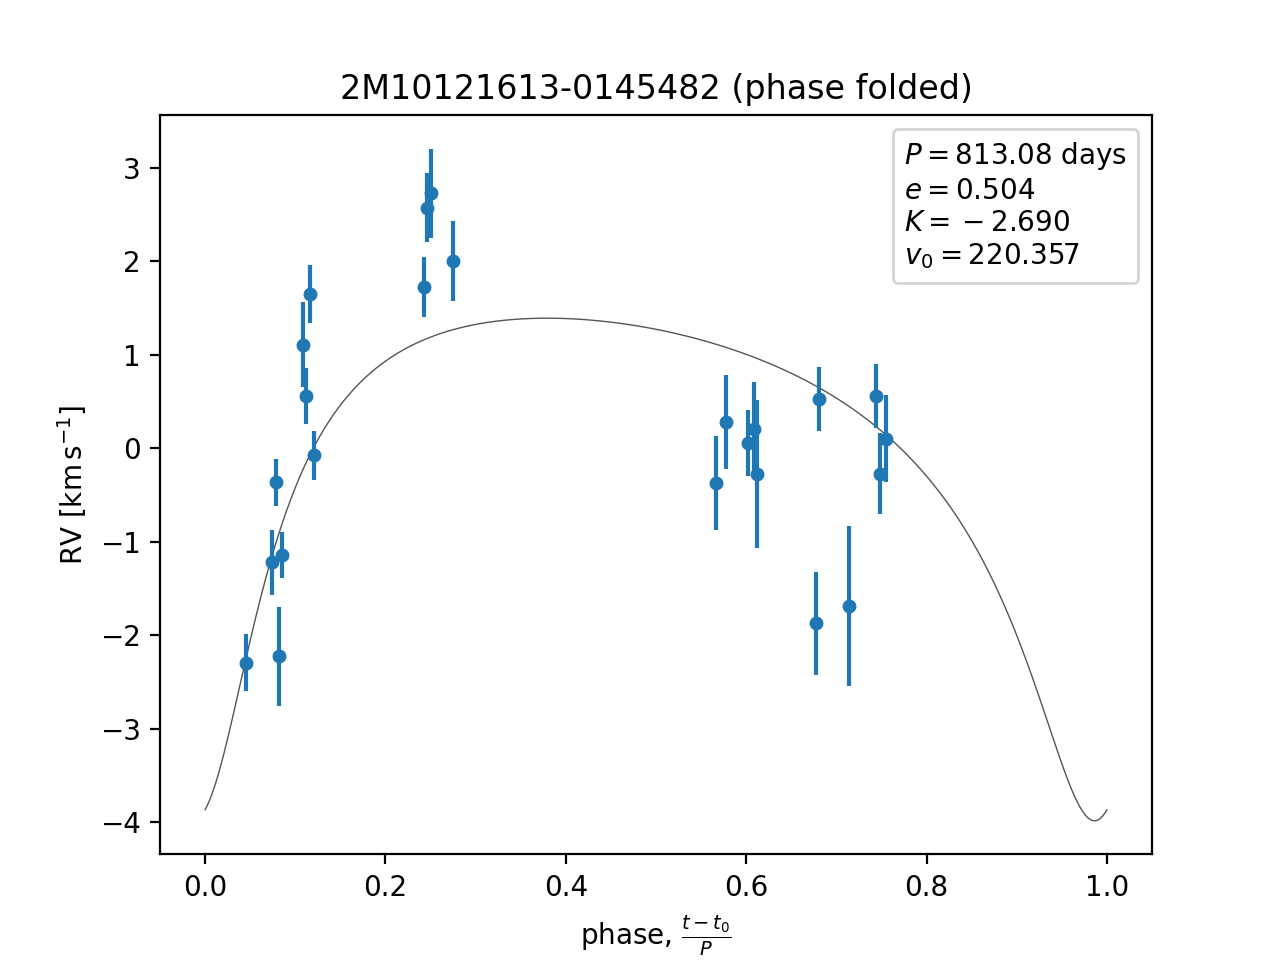 2M10121613-0145482 (phase folded)
P = 813.08 days
e = 0.504
K = −2.690
v₀ = 220.357
RV [km s⁻¹]
3
2
1
0
−1
−2
−3
−4
0.0 0.2 0.4 0.6 0.8 1.0
phase, (t − t₀)/P